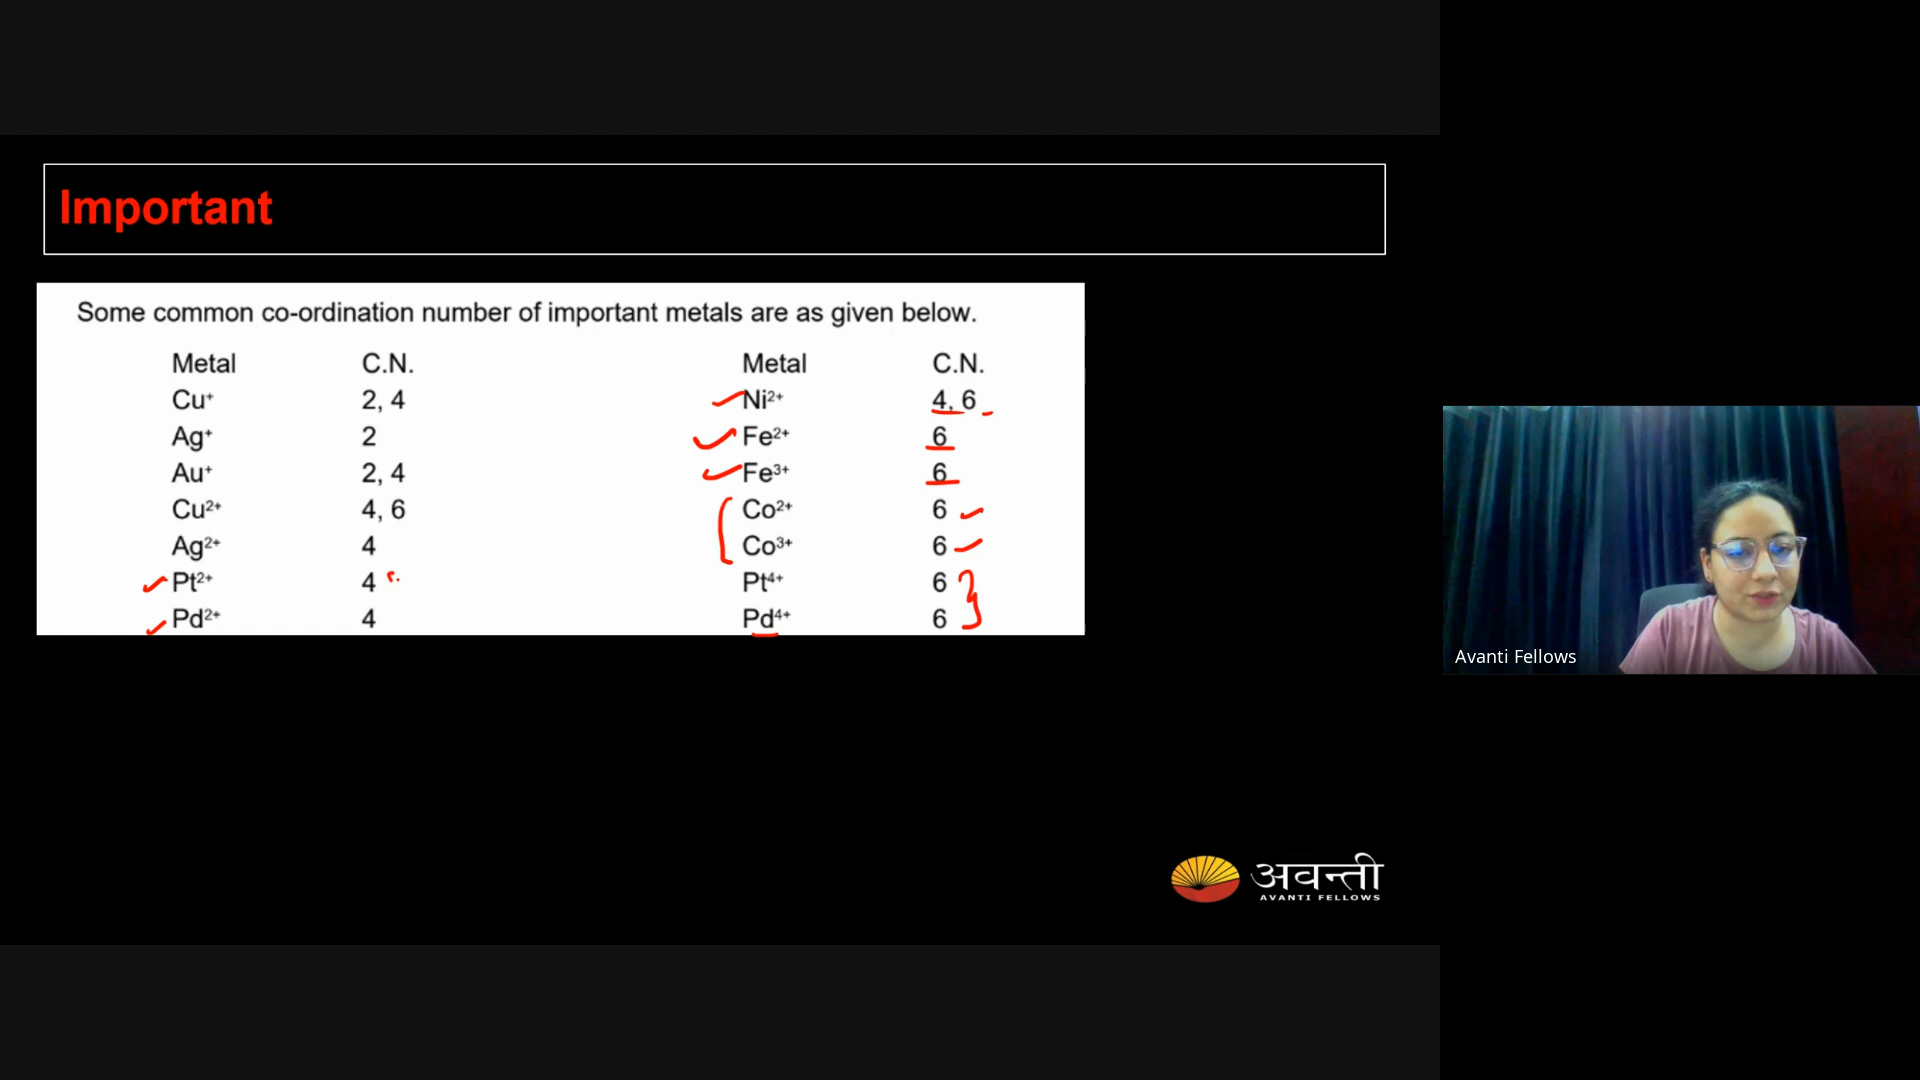 Important
Some common co-ordination number of important metals are as given below.
Metal C.N. Metal C.N.
Cu⁺ 2, 4 Ni²⁺ 4, 6
Ag⁺ 2 Fe²⁺ 6
Au⁺ 2, 4 Fe³⁺ 6
Cu²⁺ 4, 6 Co²⁺ 6
Ag²⁺ 4 Co³⁺ 6
Pt²⁺ 4 Pt⁴⁺ 6
Pd²⁺ 4 Pd⁴⁺ 6
Avanti Fellows
अवन्ती
AVANTI FELLOWS